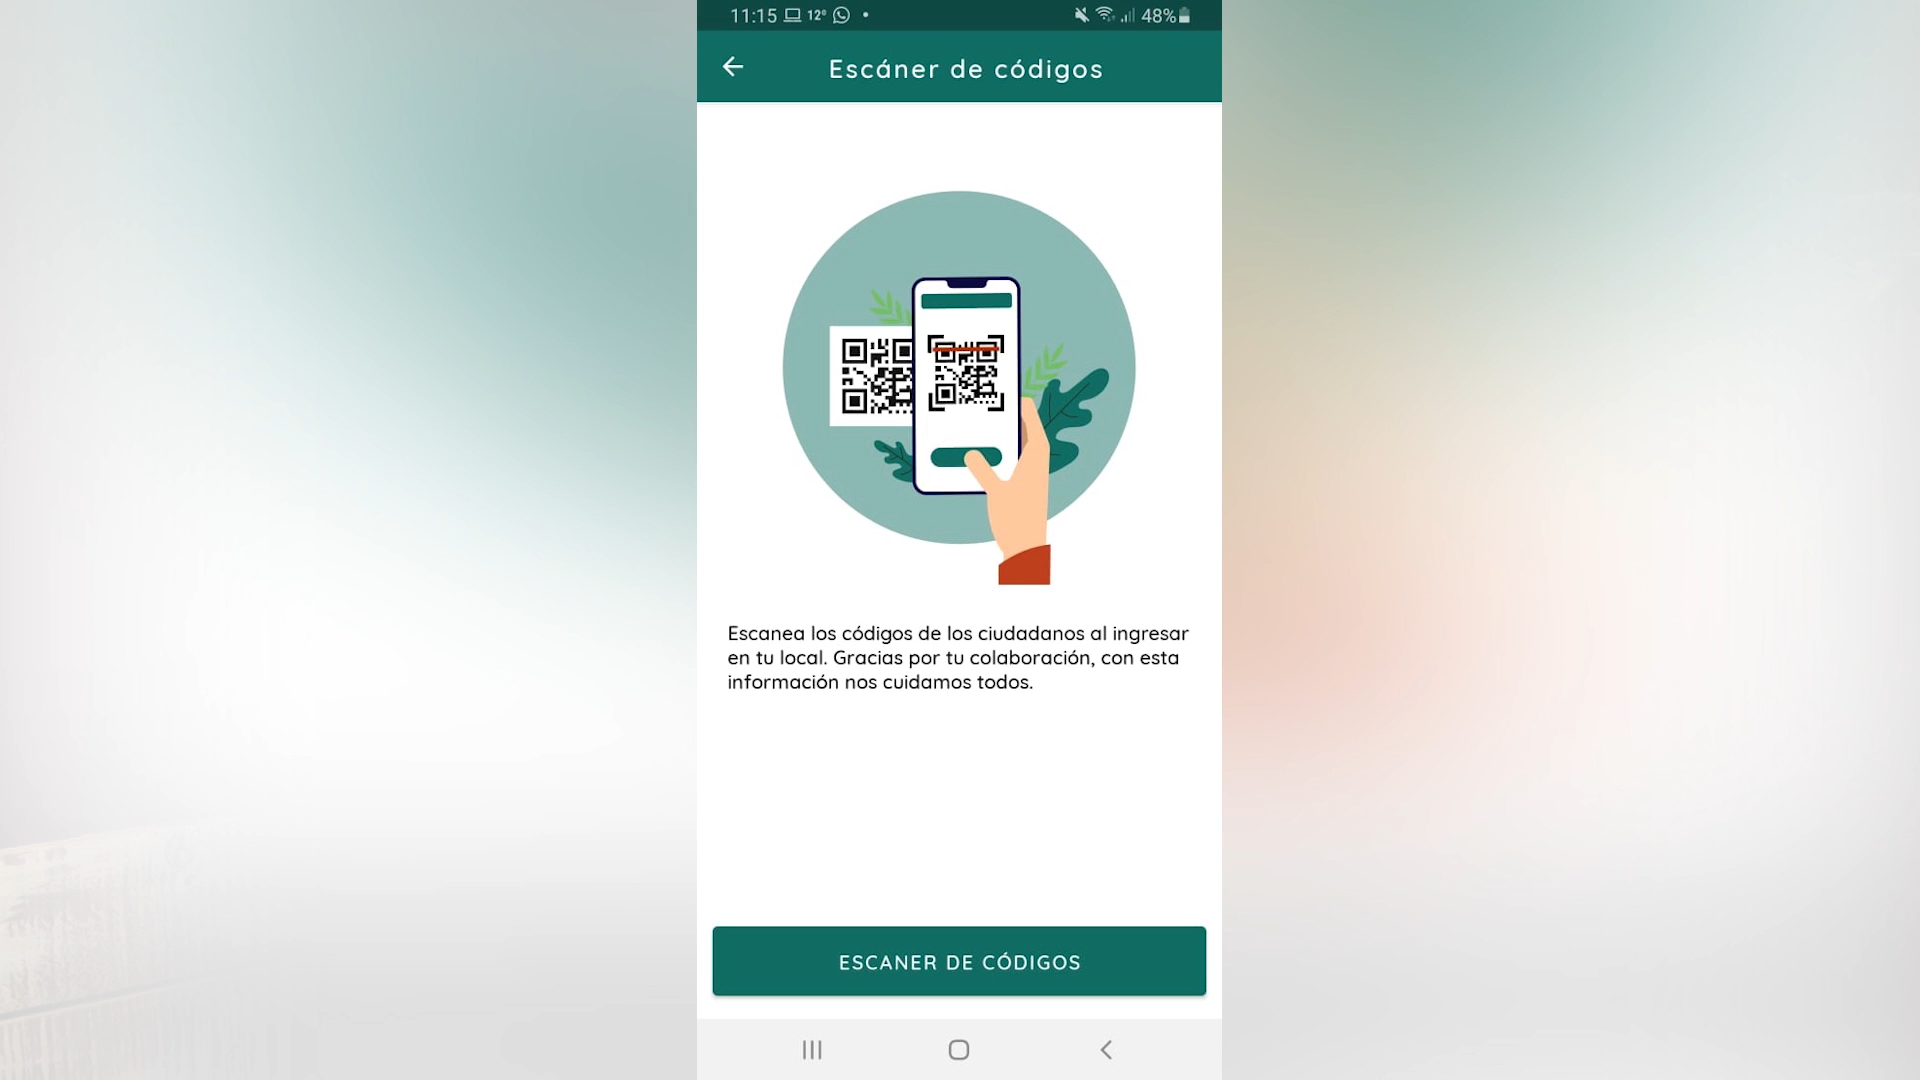 11:15 12° 48%
Escáner de códigos
Escanea los códigos de los ciudadanos al ingresar
en tu local. Gracias por tu colaboración, con esta
información nos cuidamos todos.
ESCANER DE CÓDIGOS